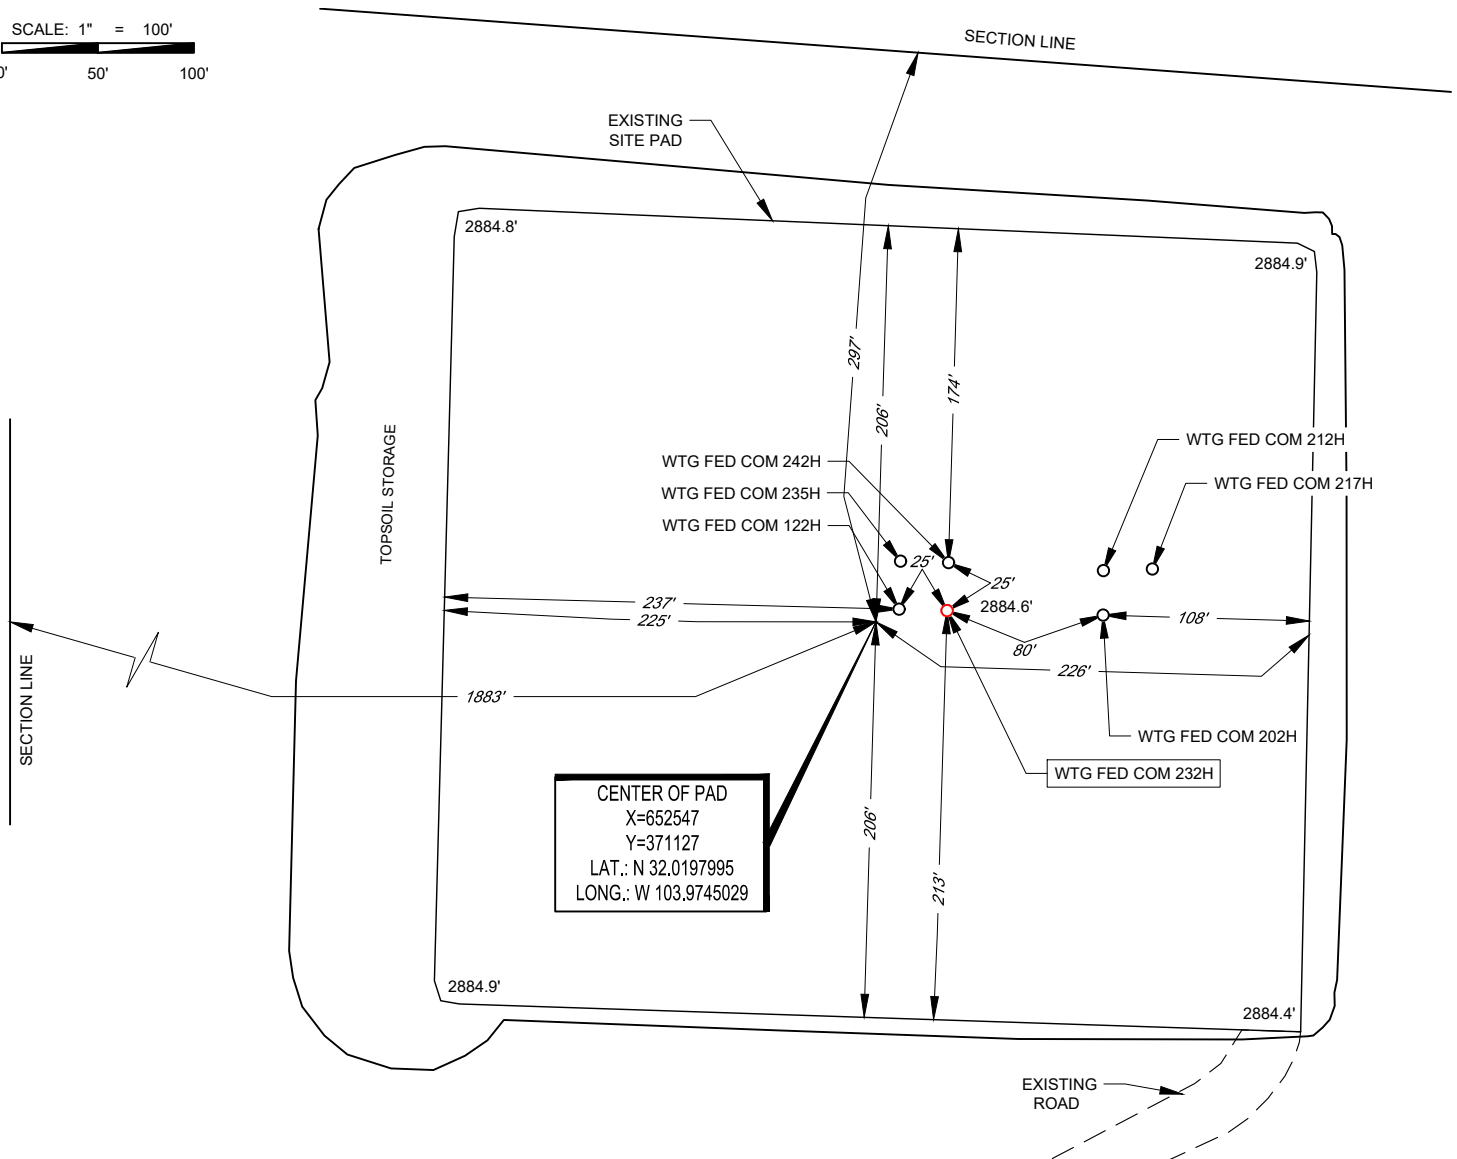 SCALE: 1" = 100'
0' 50' 100'
SECTION LINE
EXISTING
SITE PAD
2884.8'
2884.9'
297'
206'
174'
TOPSOIL STORAGE
WTG FED COM 242H
WTG FED COM 235H
WTG FED COM 122H
WTG FED COM 212H
WTG FED COM 217H
25'
25'
2884.6'
237'
225'
108'
80'
226'
1883'
SECTION LINE
WTG FED COM 202H
WTG FED COM 232H
CENTER OF PAD
X=652547
Y=371127
LAT.: N 32.0197995
LONG.: W 103.9745029
206'
213'
2884.9'
2884.4'
EXISTING
ROAD